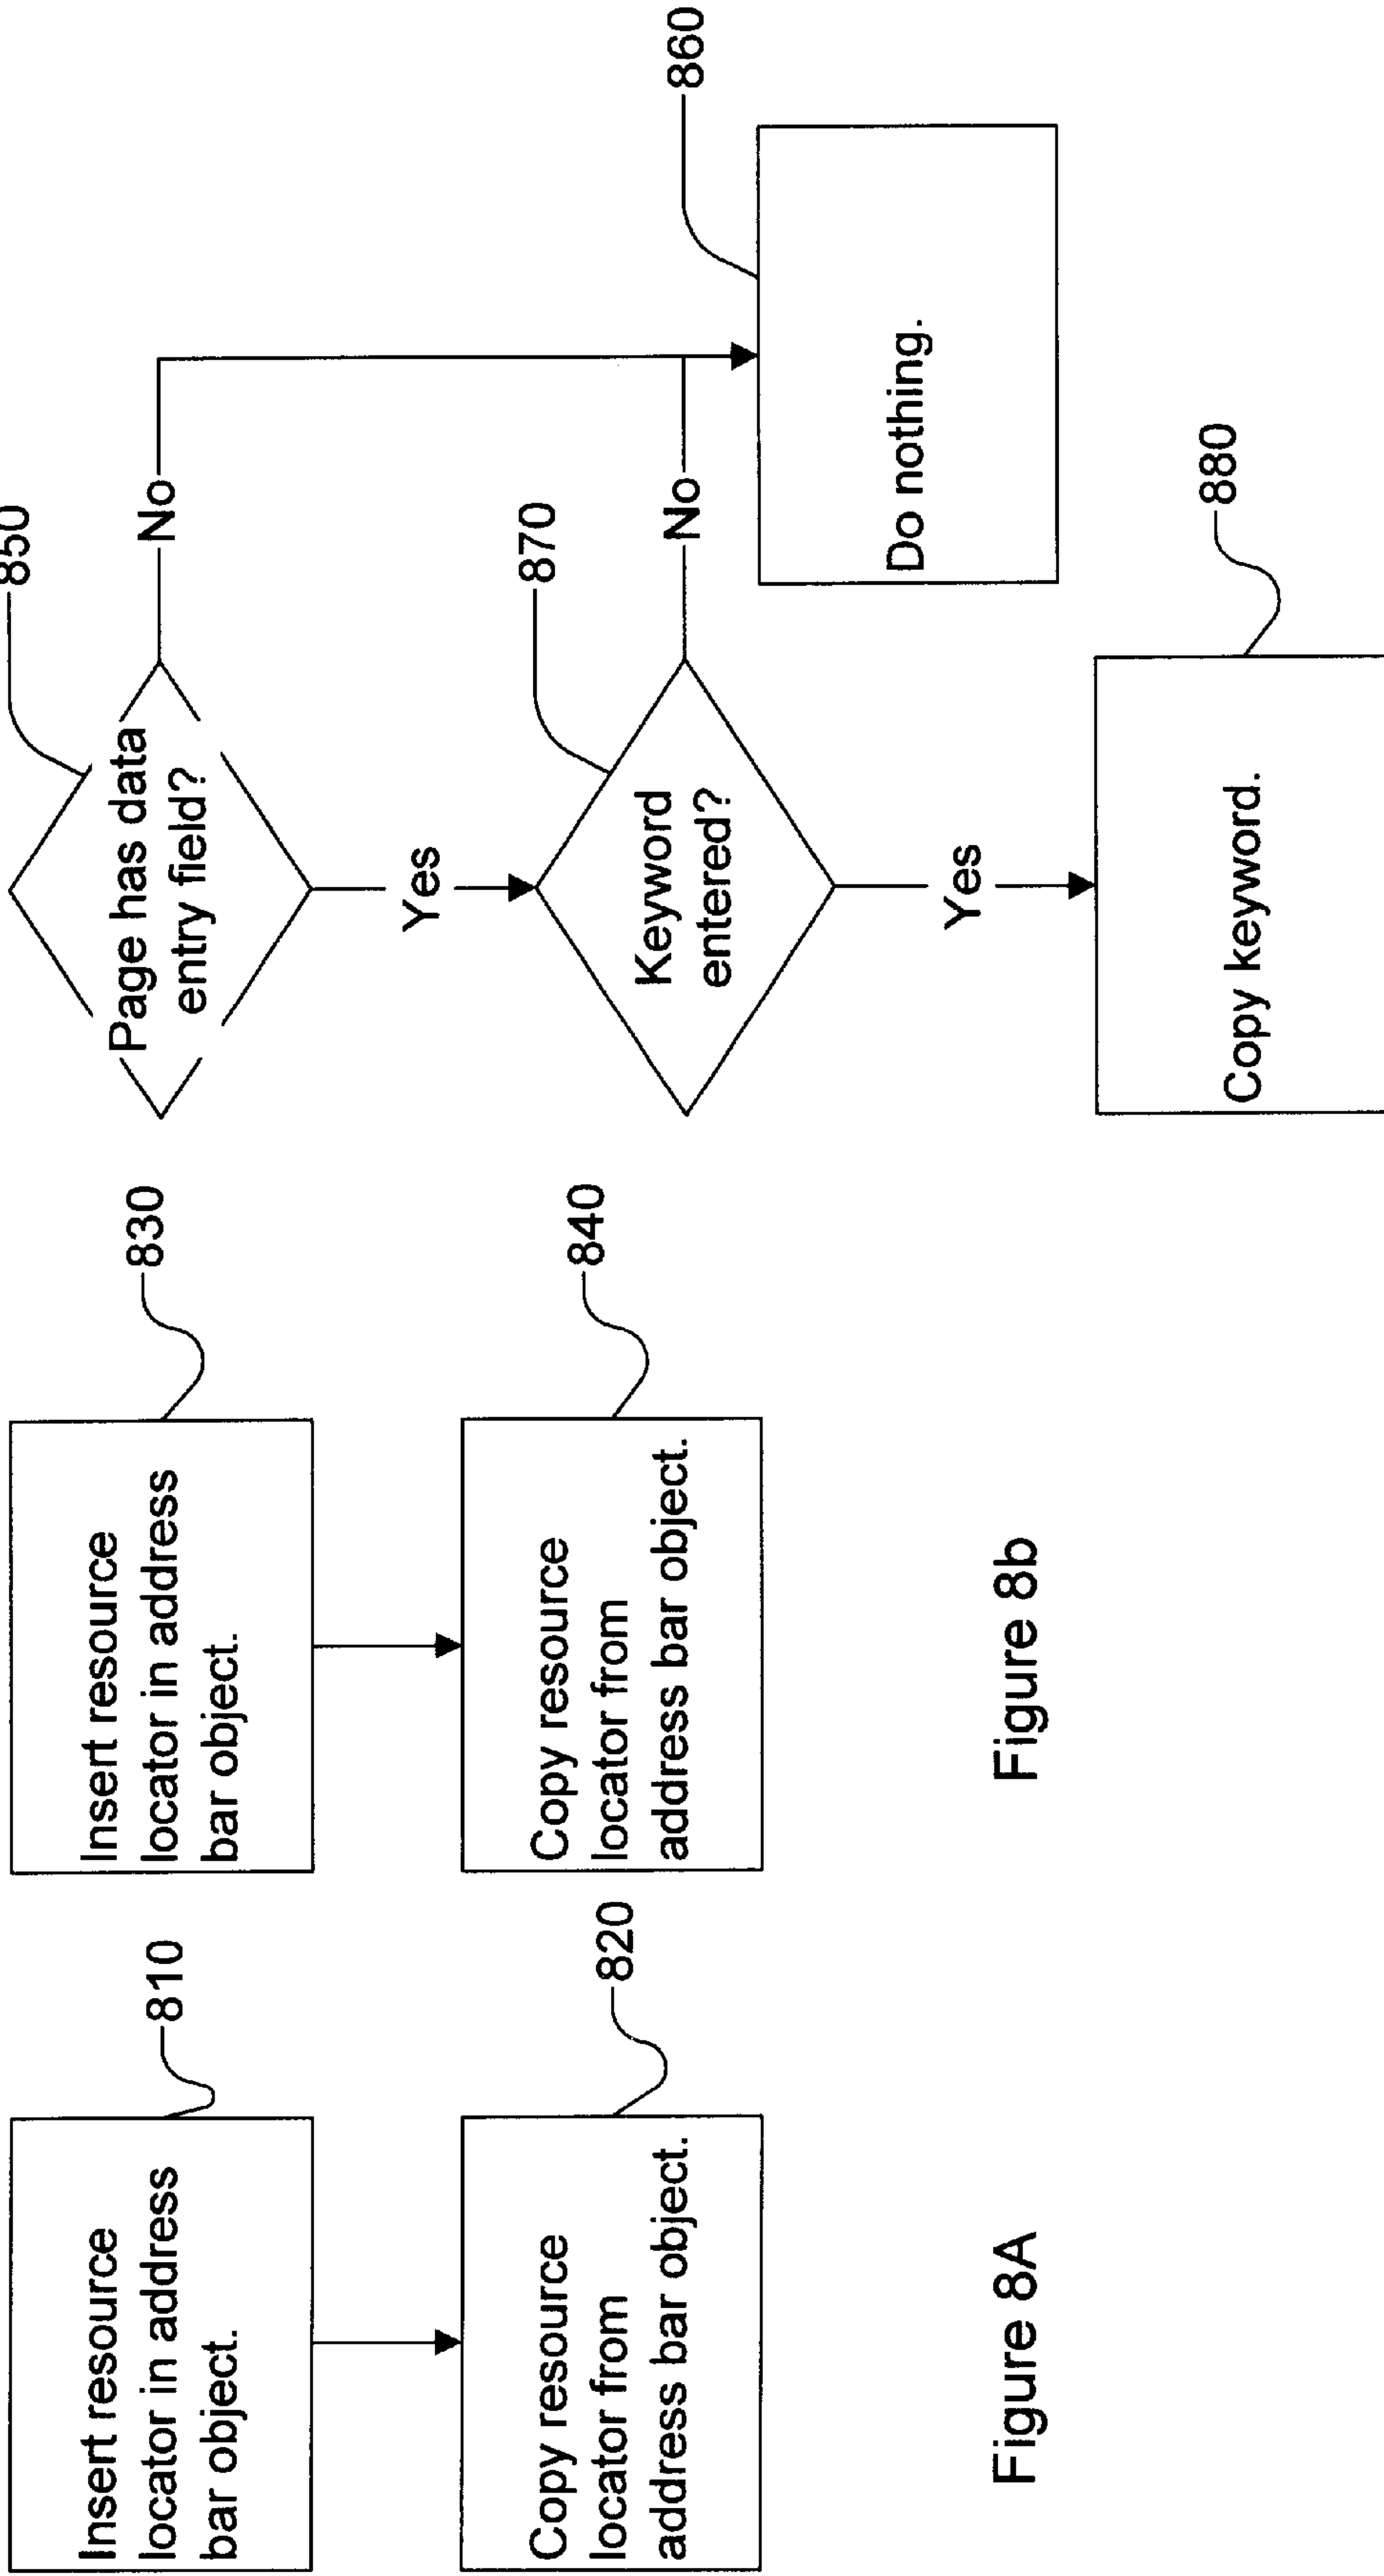 Insert resource
locator in address
bar object.
810
Copy resource
locator from
address bar object.
820
Figure 8A
Insert resource
locator in address
bar object.
830
Copy resource
locator from
address bar object.
840
Figure 8b
850
Page has data
entry field?
No
Yes
870
Keyword
entered?
No
860
Do nothing.
Yes
880
Copy keyword.